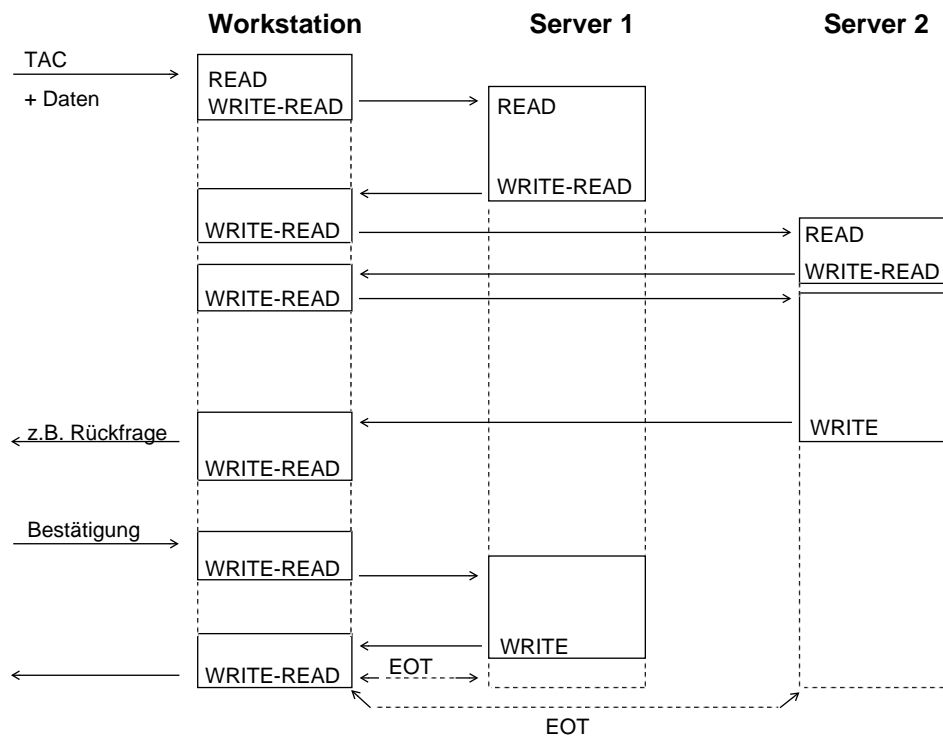 Workstation Server 1 Server 2
TAC
+ Daten
READ
WRITE-READ
READ
WRITE-READ
WRITE-READ
READ
WRITE-READ
WRITE-READ
z.B. Rückfrage
WRITE-READ
WRITE
Bestätigung
WRITE-READ
WRITE
WRITE-READ
EOT
EOT